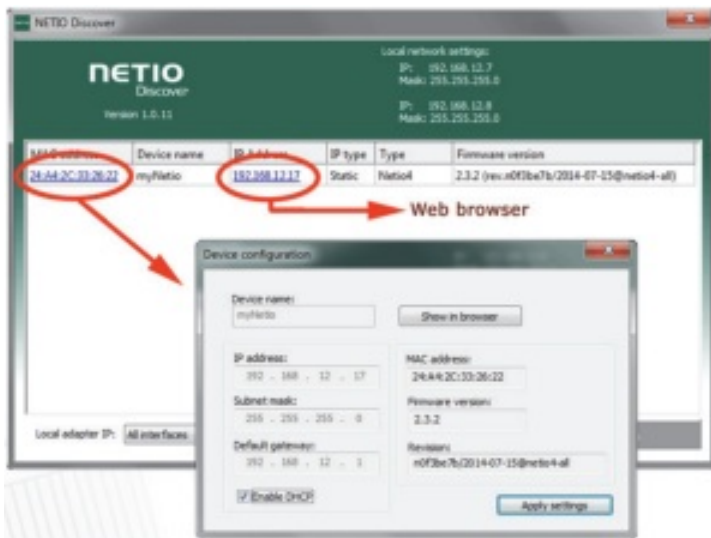 NETIO Discover
NETIO
Discover
Version 1.0.11
Local network settings:
IP: 192.168.12.7
Mask: 255.255.255.0
IP: 192.168.12.8
Mask: 255.255.255.0
MAC address Device name IP Address IP type Type Firmware version
24:A4:2C:33:26:22 myNetio 192.168.12.17 Static Netio4 2.3.2 (rev.n0f3be7b/2014-07-15@netio4-all)
Web browser
Device configuration
Device name:
myNetio
Show in browser
IP address:
192 . 168 . 12 . 17
MAC address:
24:A4:2C:33:26:22
Subnet mask:
255 . 255 . 255 . 0
Firmware version:
2.3.2
Default gateway:
192 . 168 . 12 . 1
Revision:
n0f3be7b/2014-07-15@netio4-all
Enable DHCP
Apply settings
Local adapter IP: All interfaces